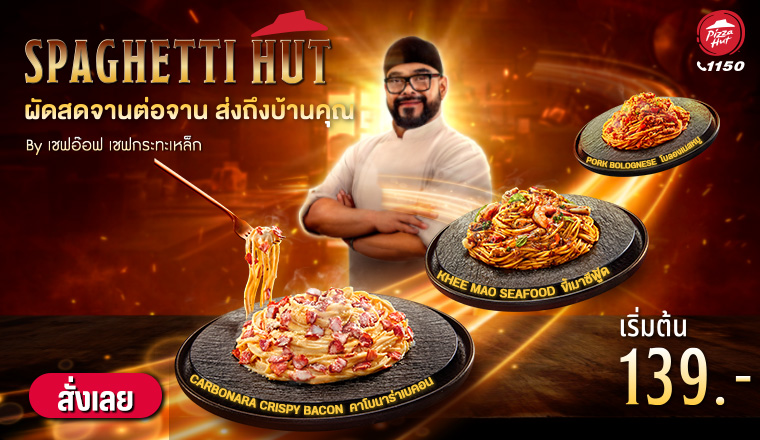 SPAGHETTI HUT
ผัดสดจานต่อจาน ส่งถึงบ้านคุณ
By เชฟอ๊อฟ เชฟกระทะเหล็ก
Pizza Hut
1150
PORK BOLOGNESE โบลองเนสหมู
KHEE MAO SEAFOOD ขี้เมาซีฟู้ด
CARBONARA CRISPY BACON คาโบนาร่าเบคอน
เริ่มต้น
139.-
สั่งเลย